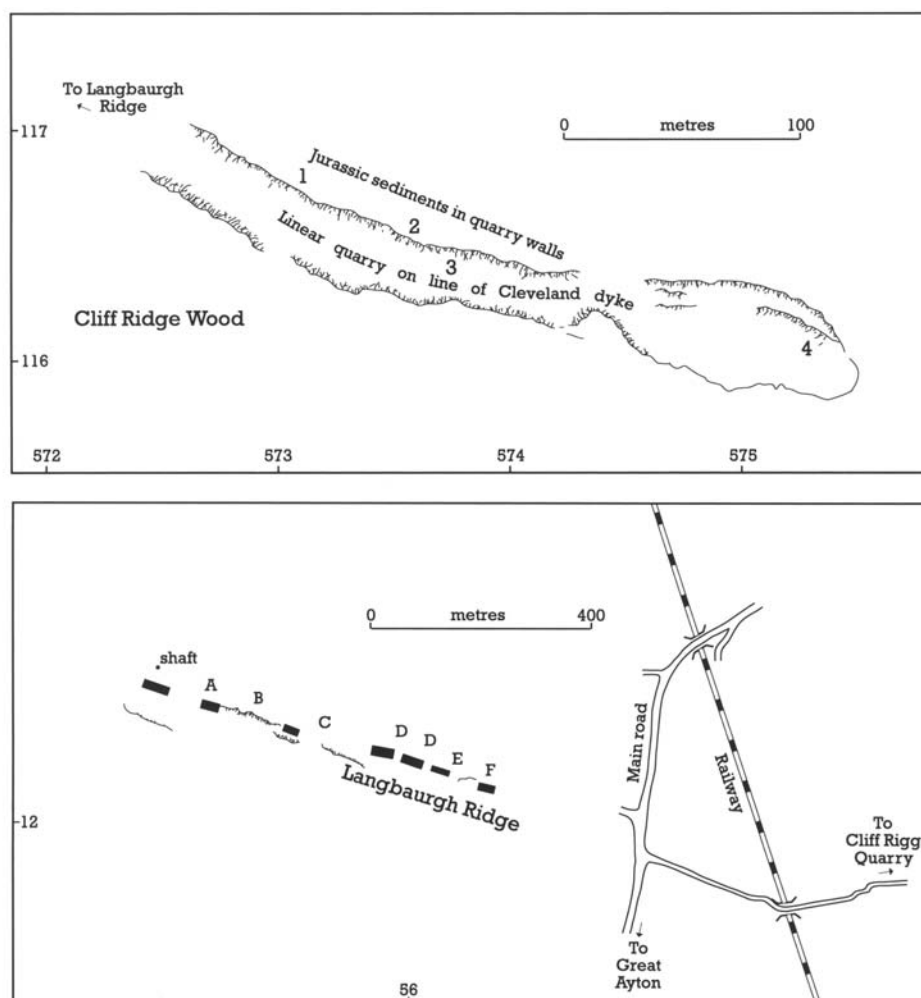 To Langbaurgh
Ridge
117
0 metres 100
1
Jurassic sediments in quarry walls
2
3
Linear quarry on line of Cleveland dyke
Cliff Ridge Wood
4
116
572 573 574 575
0 metres 400
shaft
A
B
C
D D
E
F
Langbaurgh Ridge
Main road
Railway
12
To
Cliff Rigg
Quarry
To
Great
Ayton
56